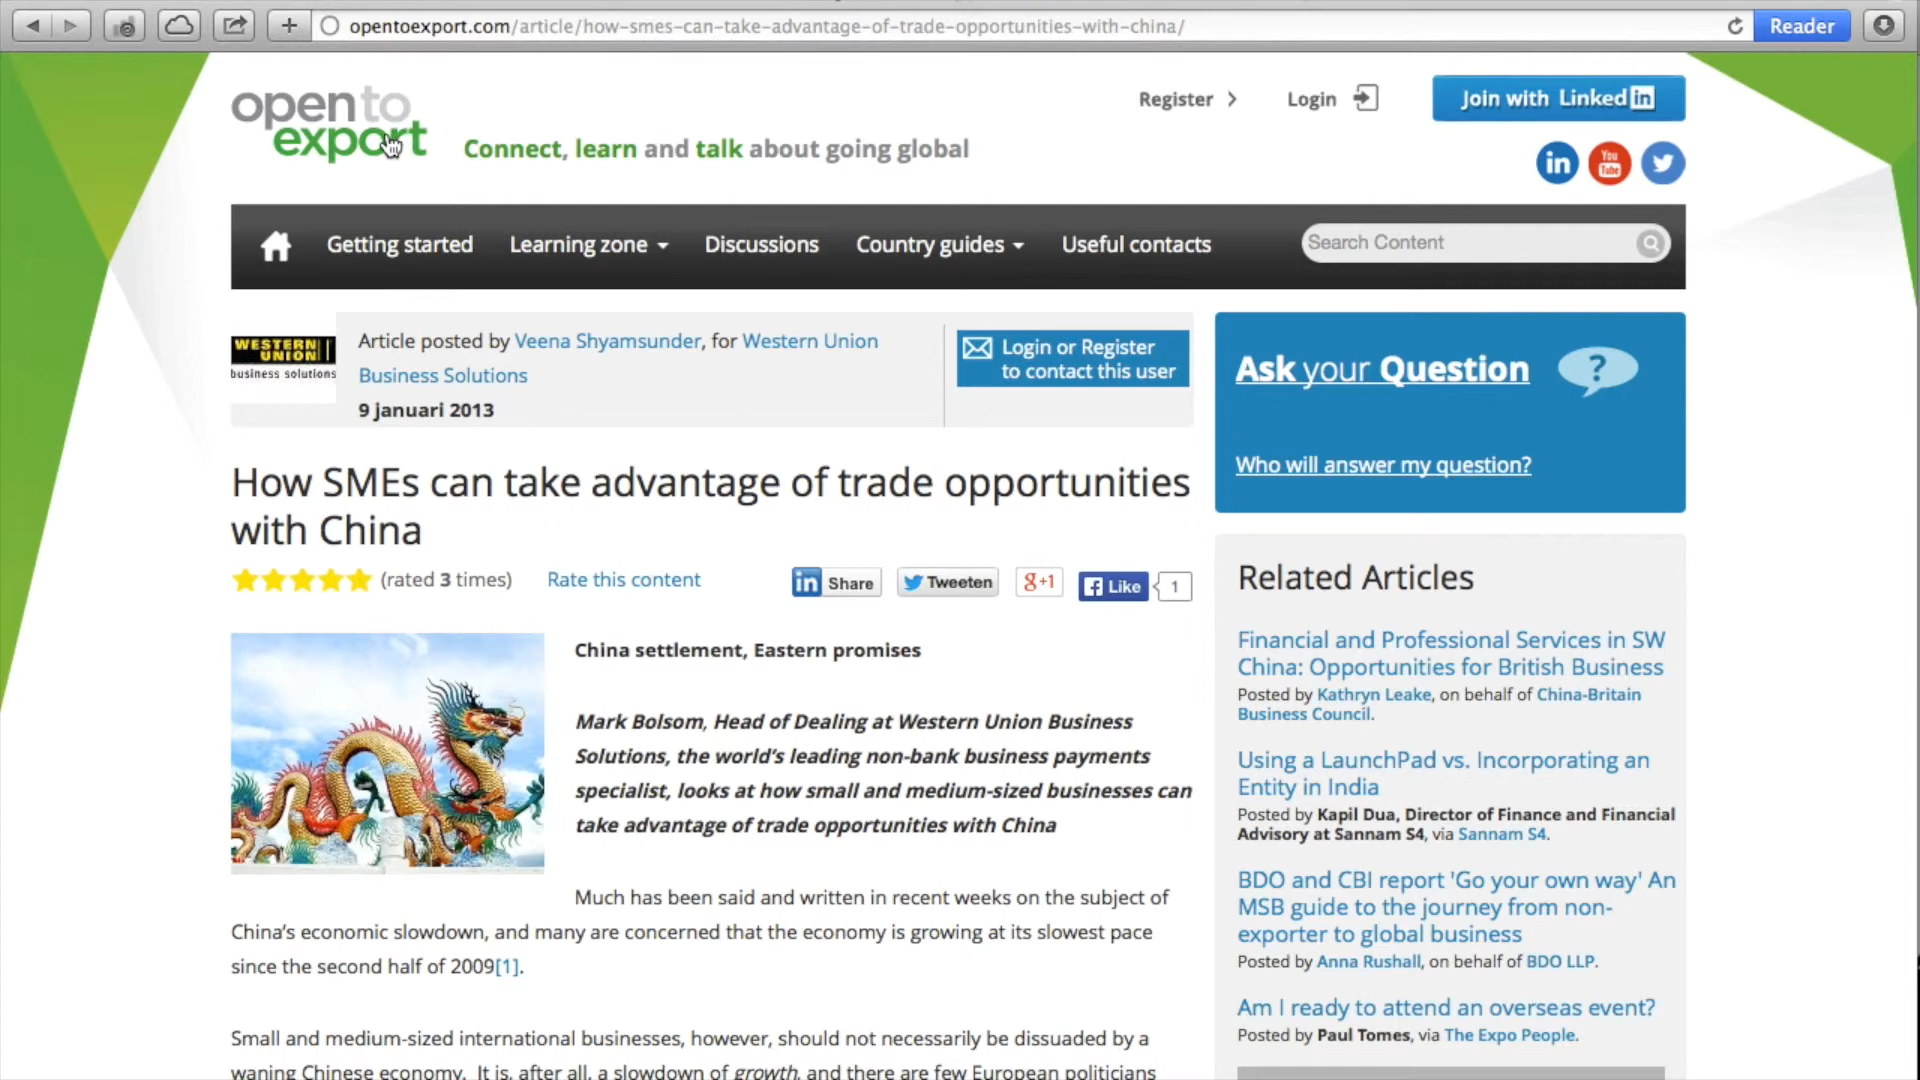 opentoexport.com/article/how-smes-can-take-advantage-of-trade-opportunities-with-china/
Reader
open to
export
Connect, learn and talk about going global
Register
Login
Join with Linked in
in
You
Tube
Getting started
Learning zone
Discussions
Country guides
Useful contacts
Search Content
WESTERN
UNION
business solutions
Article posted by Veena Shyamsunder, for Western Union
Business Solutions
9 januari 2013
Login or Register
to contact this user
Ask your Question
?
Who will answer my question?
How SMEs can take advantage of trade opportunities
with China
(rated 3 times)
Rate this content
in Share
Tweeten
g+1
f Like
1
China settlement, Eastern promises
Mark Bolsom, Head of Dealing at Western Union Business
Solutions, the world's leading non-bank business payments
specialist, looks at how small and medium-sized businesses can
take advantage of trade opportunities with China
Much has been said and written in recent weeks on the subject of
China's economic slowdown, and many are concerned that the economy is growing at its slowest pace
since the second half of 2009[1].
Small and medium-sized international businesses, however, should not necessarily be dissuaded by a
waning Chinese economy. It is, after all, a slowdown of growth, and there are few European politicians
Related Articles
Financial and Professional Services in SW
China: Opportunities for British Business
Posted by Kathryn Leake, on behalf of China-Britain
Business Council.
Using a LaunchPad vs. Incorporating an
Entity in India
Posted by Kapil Dua, Director of Finance and Financial
Advisory at Sannam S4, via Sannam S4.
BDO and CBI report 'Go your own way' An
MSB guide to the journey from non-
exporter to global business
Posted by Anna Rushall, on behalf of BDO LLP.
Am I ready to attend an overseas event?
Posted by Paul Tomes, via The Expo People.